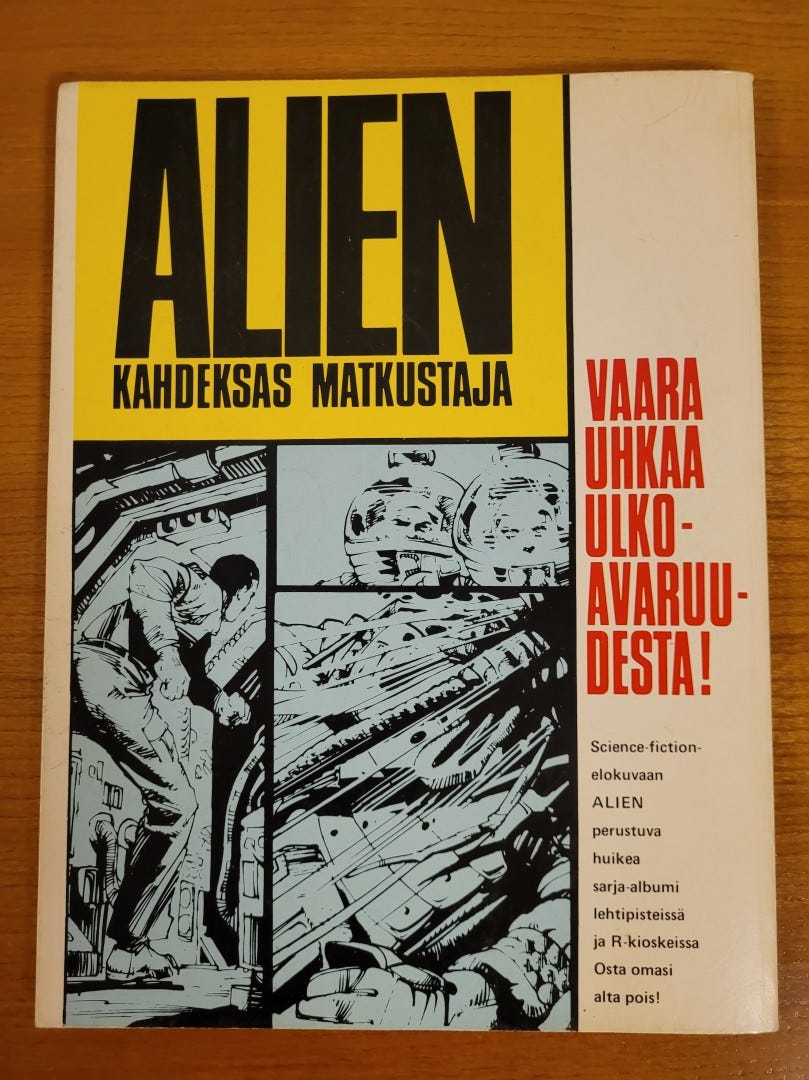 ALIEN
KAHDEKSAS MATKUSTAJA
VAARA
UHKAA
ULKO-
AVARUU-
DESTA!
Science-fiction-
elokuvaan
ALIEN
perustuva
huikea
sarja-albumi
lehtipisteissä
ja R-kioskeissa
Osta omasi
alta pois!